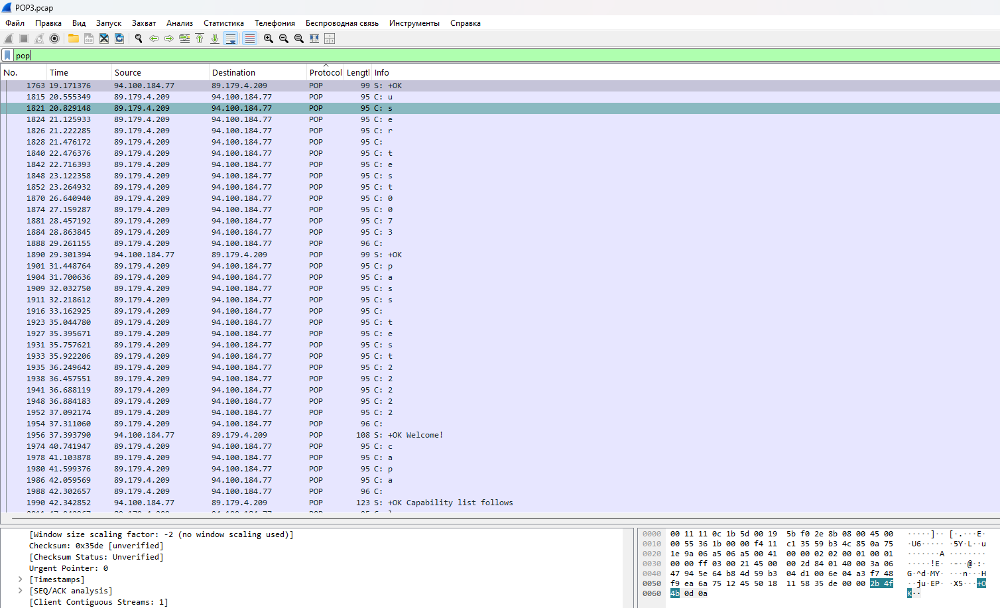 POP3.pcap
Файл Правка Вид Запуск Захват Анализ Статистика Телефония Беспроводная связь Инструменты Справка
pop
No. Time Source Destination Protocol Lengtl Info
1763 19.171376 94.100.184.77 89.179.4.209 POP 99 S: +OK
1815 20.555349 89.179.4.209 94.100.184.77 POP 95 C: u
1821 20.829148 89.179.4.209 94.100.184.77 POP 95 C: s
1824 21.125933 89.179.4.209 94.100.184.77 POP 95 C: e
1826 21.222285 89.179.4.209 94.100.184.77 POP 95 C: r
1828 21.476172 89.179.4.209 94.100.184.77 POP 95 C:
1840 22.476376 89.179.4.209 94.100.184.77 POP 95 C: t
1842 22.716393 89.179.4.209 94.100.184.77 POP 95 C: e
1848 23.122358 89.179.4.209 94.100.184.77 POP 95 C: s
1852 23.264932 89.179.4.209 94.100.184.77 POP 95 C: t
1870 26.640940 89.179.4.209 94.100.184.77 POP 95 C: 0
1874 27.159287 89.179.4.209 94.100.184.77 POP 95 C: 0
1881 28.457192 89.179.4.209 94.100.184.77 POP 95 C: 7
1884 28.863845 89.179.4.209 94.100.184.77 POP 95 C: 3
1888 29.261155 89.179.4.209 94.100.184.77 POP 96 C:
1890 29.301394 94.100.184.77 89.179.4.209 POP 99 S: +OK
1901 31.448764 89.179.4.209 94.100.184.77 POP 95 C: p
1904 31.700636 89.179.4.209 94.100.184.77 POP 95 C: a
1909 32.032750 89.179.4.209 94.100.184.77 POP 95 C: s
1911 32.218612 89.179.4.209 94.100.184.77 POP 95 C: s
1916 33.162925 89.179.4.209 94.100.184.77 POP 95 C:
1923 35.044780 89.179.4.209 94.100.184.77 POP 95 C: t
1927 35.395671 89.179.4.209 94.100.184.77 POP 95 C: e
1931 35.757621 89.179.4.209 94.100.184.77 POP 95 C: s
1933 35.922206 89.179.4.209 94.100.184.77 POP 95 C: t
1935 36.249642 89.179.4.209 94.100.184.77 POP 95 C: 2
1938 36.457551 89.179.4.209 94.100.184.77 POP 95 C: 2
1941 36.688119 89.179.4.209 94.100.184.77 POP 95 C: 2
1948 36.884183 89.179.4.209 94.100.184.77 POP 95 C: 2
1952 37.092174 89.179.4.209 94.100.184.77 POP 95 C: 2
1954 37.311060 89.179.4.209 94.100.184.77 POP 96 C:
1956 37.393790 94.100.184.77 89.179.4.209 POP 108 S: +OK Welcome!
1974 40.741947 89.179.4.209 94.100.184.77 POP 95 C: c
1978 41.103878 89.179.4.209 94.100.184.77 POP 95 C: a
1980 41.599376 89.179.4.209 94.100.184.77 POP 95 C: p
1986 42.059569 89.179.4.209 94.100.184.77 POP 95 C: a
1988 42.302657 89.179.4.209 94.100.184.77 POP 96 C:
1990 42.342852 94.100.184.77 89.179.4.209 POP 123 S: +OK Capability list follows
[Window size scaling factor: -2 (no window scaling used)]
Checksum: 0x35de [unverified]
[Checksum Status: Unverified]
Urgent Pointer: 0
[Timestamps]
[SEQ/ACK analysis]
[Client Contiguous Streams: 1]
0000 00 11 11 0c 1b 5d 00 19 5b f0 2e 8b 08 00 45 00 ·····]·· [·.···E·
0010 00 55 36 1b 00 00 f4 11 c1 35 59 b3 4c 85 0a 75 ·U6····· ·5Y·L··u
0020 1e 9a 06 a5 06 a5 00 41 00 00 02 02 00 01 00 01 ·······A ········
0030 00 00 ff 03 00 21 45 00 00 2d 84 01 40 00 3a 06 ·····!E· ·-··@·:·
0040 47 94 5e 64 b8 4d 59 b3 04 d1 00 6e 04 a3 f7 48 G·^d·MY· ···n···H
0050 f9 ea 6a 75 12 45 50 18 11 58 35 de 00 00 2b 4f ··ju·EP· ·X5···+O
0060 4b 0d 0a K··